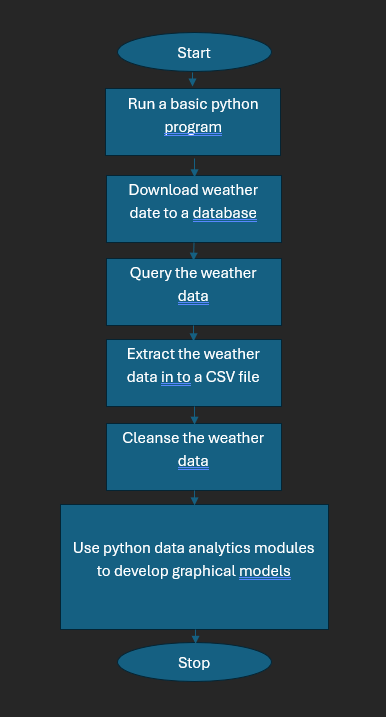 Start
Run a basic python
program
Download weather
date to a database
Query the weather
data
Extract the weather
data in to a CSV file
Cleanse the weather
data
Use python data analytics modules
to develop graphical models
Stop